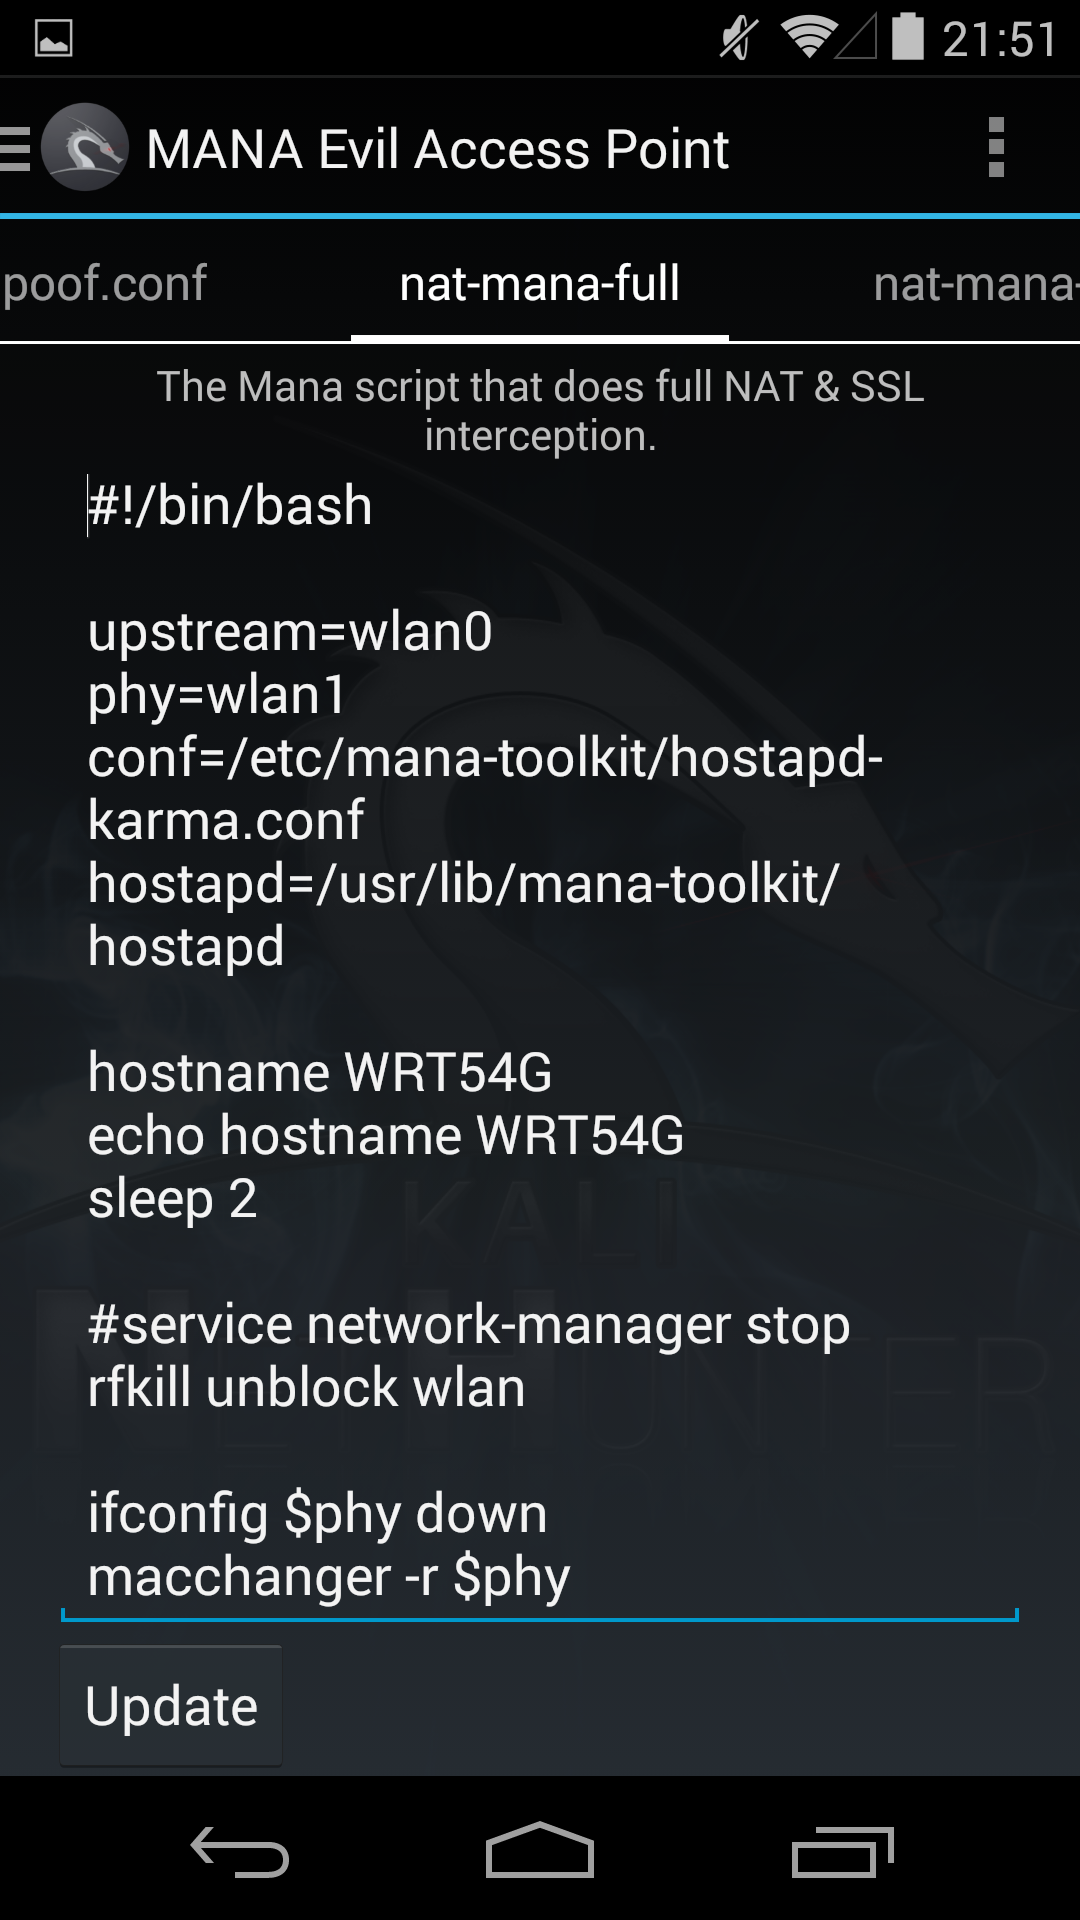 21:51
MANA Evil Access Point
poof.conf
nat-mana-full
nat-mana-
The Mana script that does full NAT & SSL
interception.
#!/bin/bash
upstream=wlan0
phy=wlan1
conf=/etc/mana-toolkit/hostapd-
karma.conf
hostapd=/usr/lib/mana-toolkit/
hostapd
hostname WRT54G
echo hostname WRT54G
sleep 2
KALI
#service network-manager stop
rfkill unblock wlan
NETHUNTER
ifconfig $phy down
macchanger -r $phy
Update